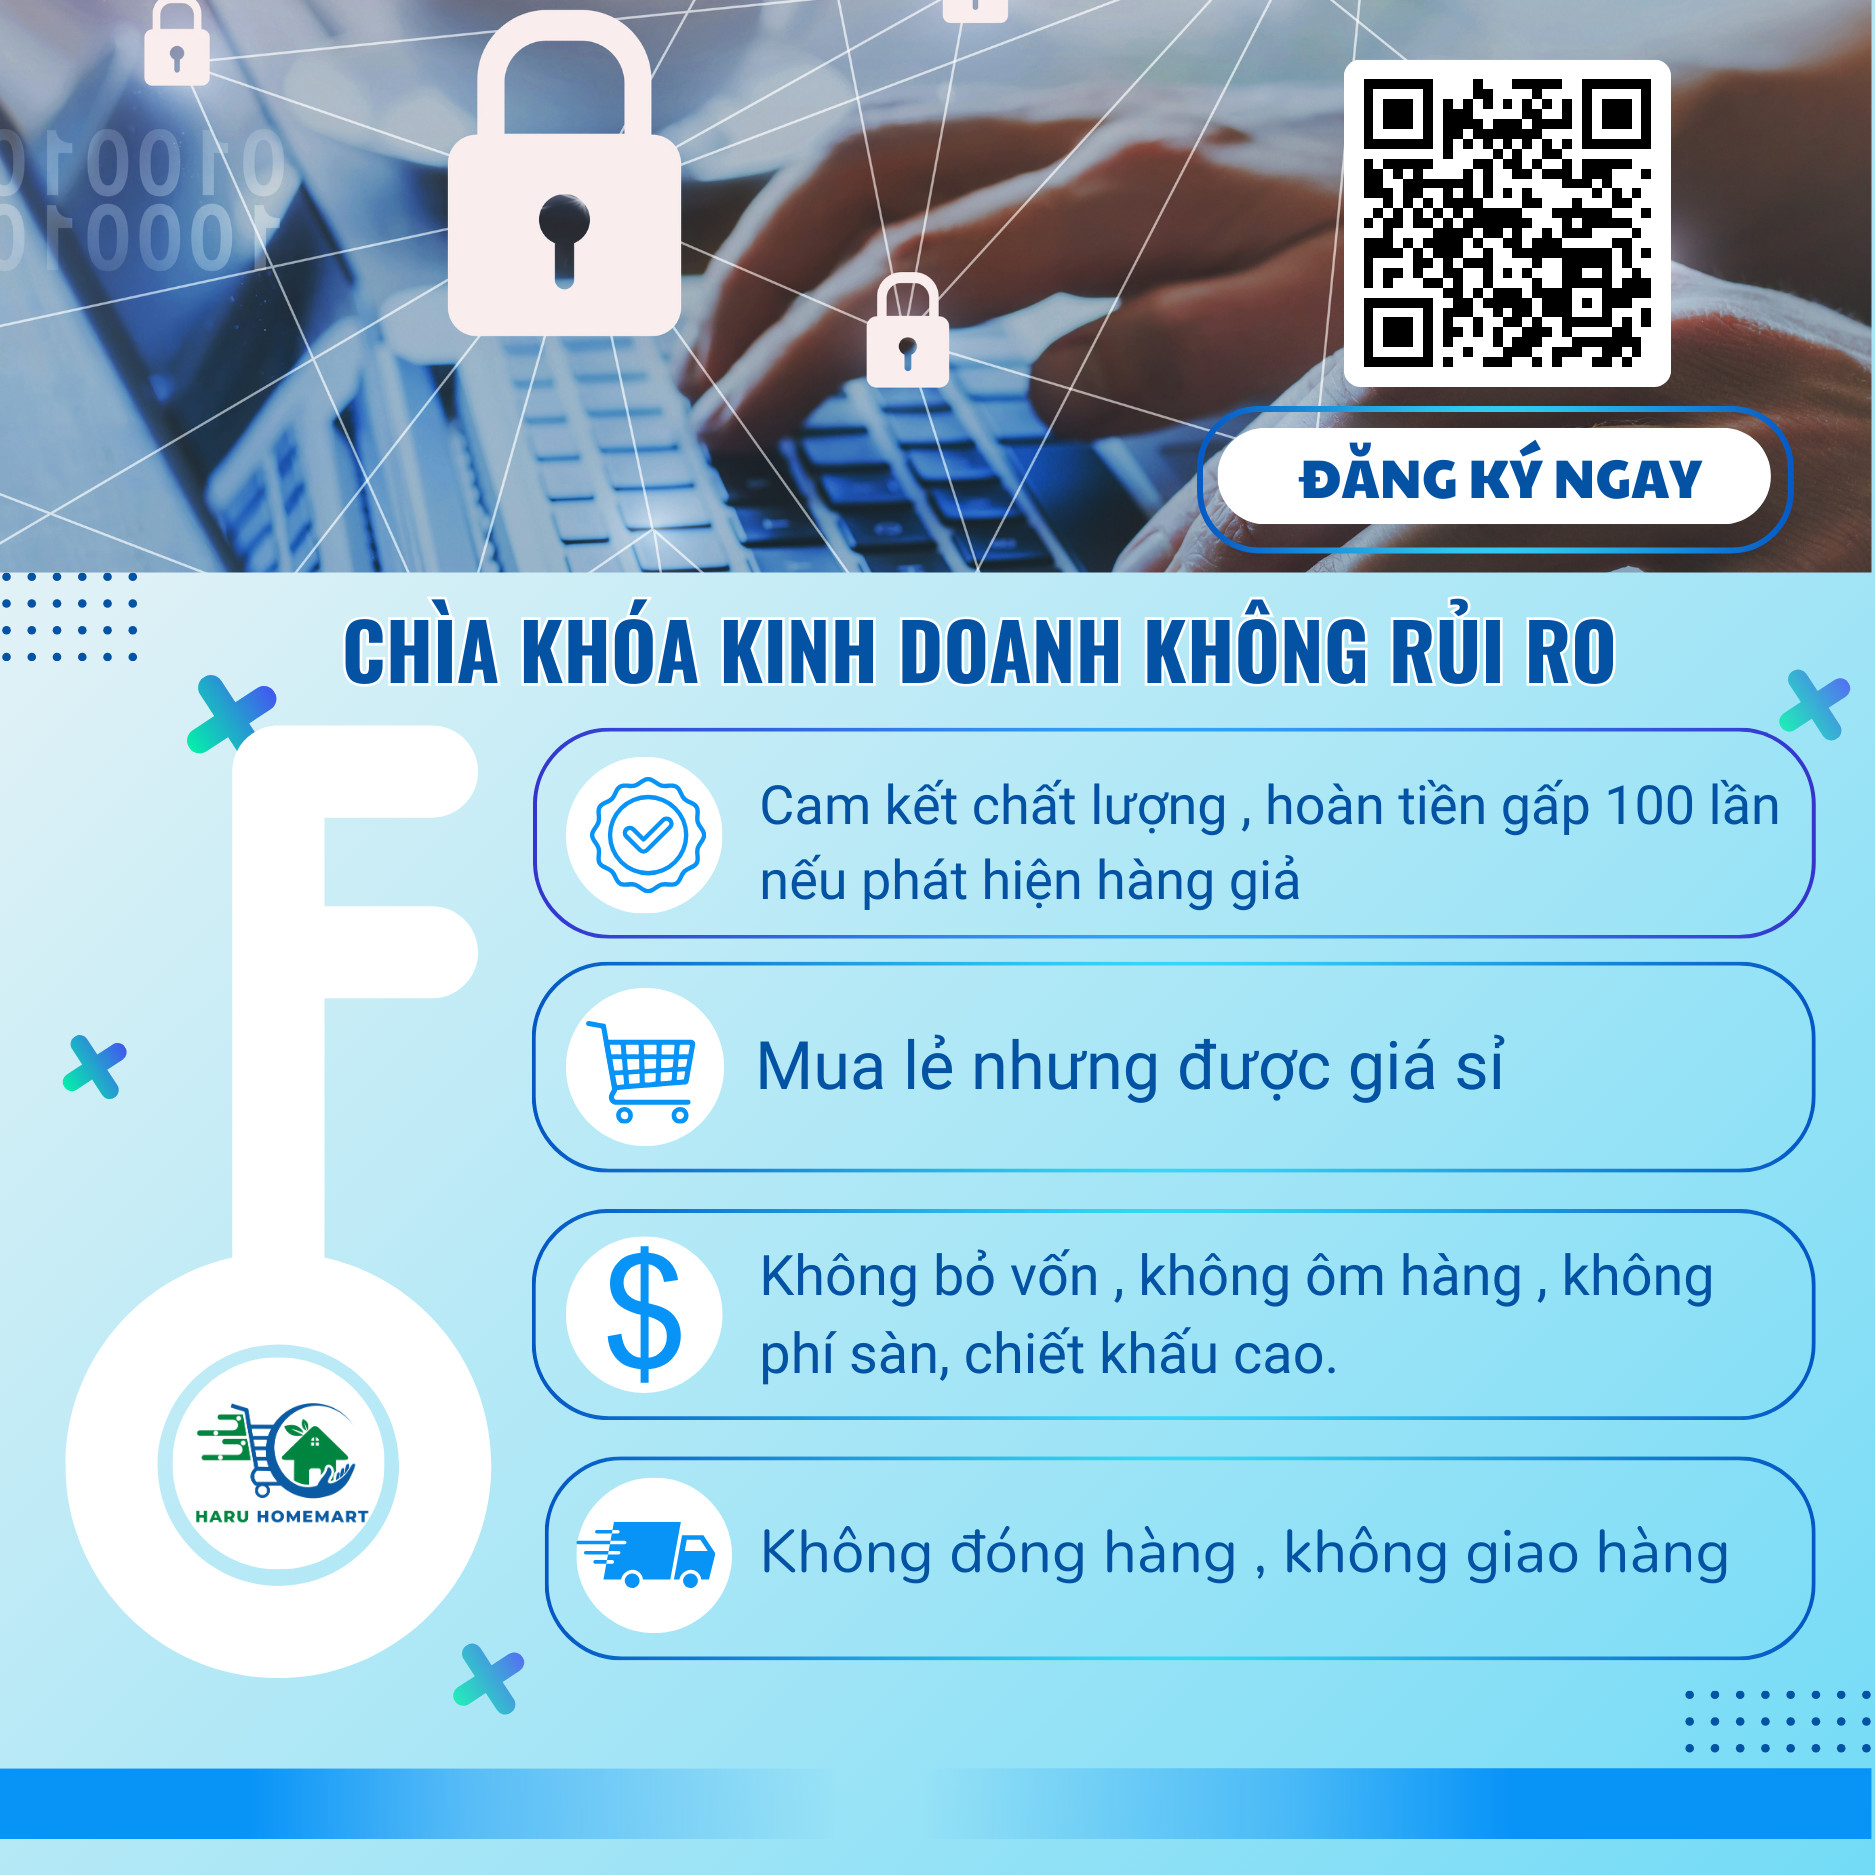 010010
100010
ĐĂNG KÝ NGAY
CHÌA KHÓA KINH DOANH KHÔNG RỦI RO
Cam kết chất lượng , hoàn tiền gấp 100 lần
nếu phát hiện hàng giả
Mua lẻ nhưng được giá sỉ
$
Không bỏ vốn , không ôm hàng , không
phí sàn, chiết khấu cao.
HARU HOMEMART
Không đóng hàng , không giao hàng